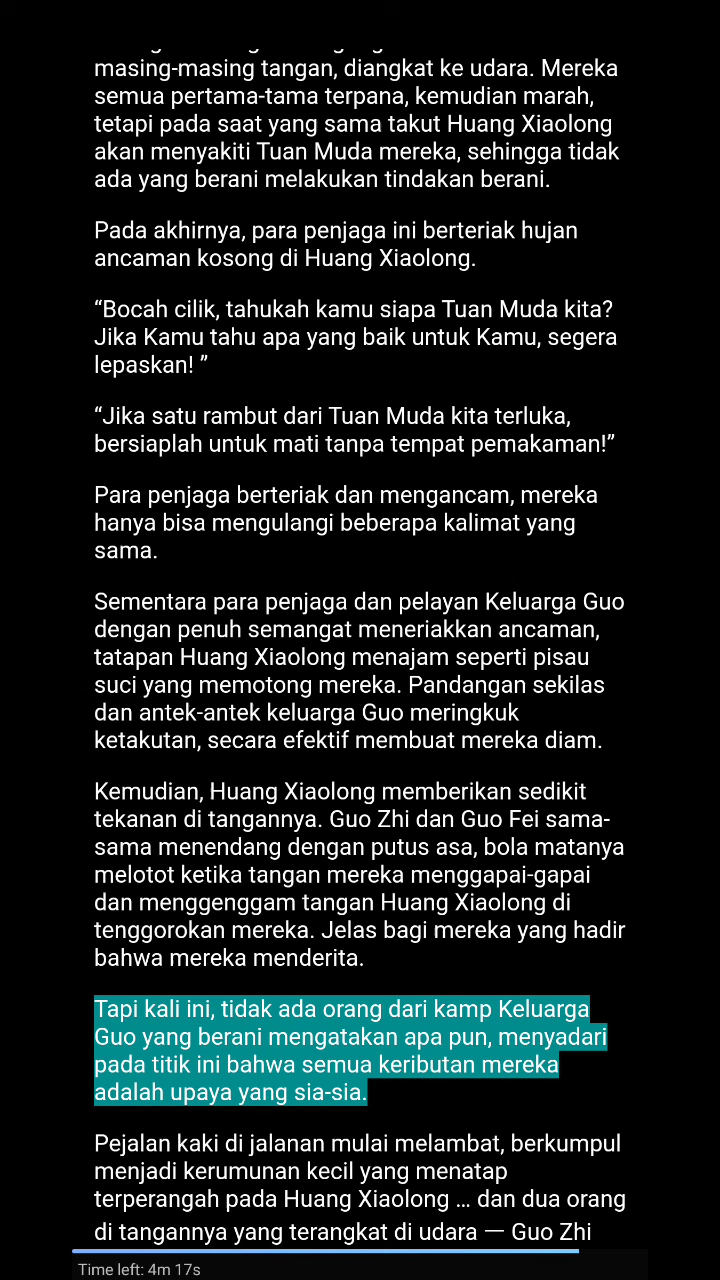 masing-masing tangan, diangkat ke udara. Mereka
semua pertama-tama terpana, kemudian marah,
tetapi pada saat yang sama takut Huang Xiaolong
akan menyakiti Tuan Muda mereka, sehingga tidak
ada yang berani melakukan tindakan berani.
Pada akhirnya, para penjaga ini berteriak hujan
ancaman kosong di Huang Xiaolong.
“Bocah cilik, tahukah kamu siapa Tuan Muda kita?
Jika Kamu tahu apa yang baik untuk Kamu, segera
lepaskan! ”
“Jika satu rambut dari Tuan Muda kita terluka,
bersiaplah untuk mati tanpa tempat pemakaman!”
Para penjaga berteriak dan mengancam, mereka
hanya bisa mengulangi beberapa kalimat yang
sama.
Sementara para penjaga dan pelayan Keluarga Guo
dengan penuh semangat meneriakkan ancaman,
tatapan Huang Xiaolong menajam seperti pisau
suci yang memotong mereka. Pandangan sekilas
dan antek-antek keluarga Guo meringkuk
ketakutan, secara efektif membuat mereka diam.
Kemudian, Huang Xiaolong memberikan sedikit
tekanan di tangannya. Guo Zhi dan Guo Fei sama-
sama menendang dengan putus asa, bola matanya
melotot ketika tangan mereka menggapai-gapai
dan menggenggam tangan Huang Xiaolong di
tenggorokan mereka. Jelas bagi mereka yang hadir
bahwa mereka menderita.
Tapi kali ini, tidak ada orang dari kamp Keluarga
Guo yang berani mengatakan apa pun, menyadari
pada titik ini bahwa semua keributan mereka
adalah upaya yang sia-sia.
Pejalan kaki di jalanan mulai melambat, berkumpul
menjadi kerumunan kecil yang menatap
terperangah pada Huang Xiaolong … dan dua orang
di tangannya yang terangkat di udara — Guo Zhi
Time left: 4m 17s